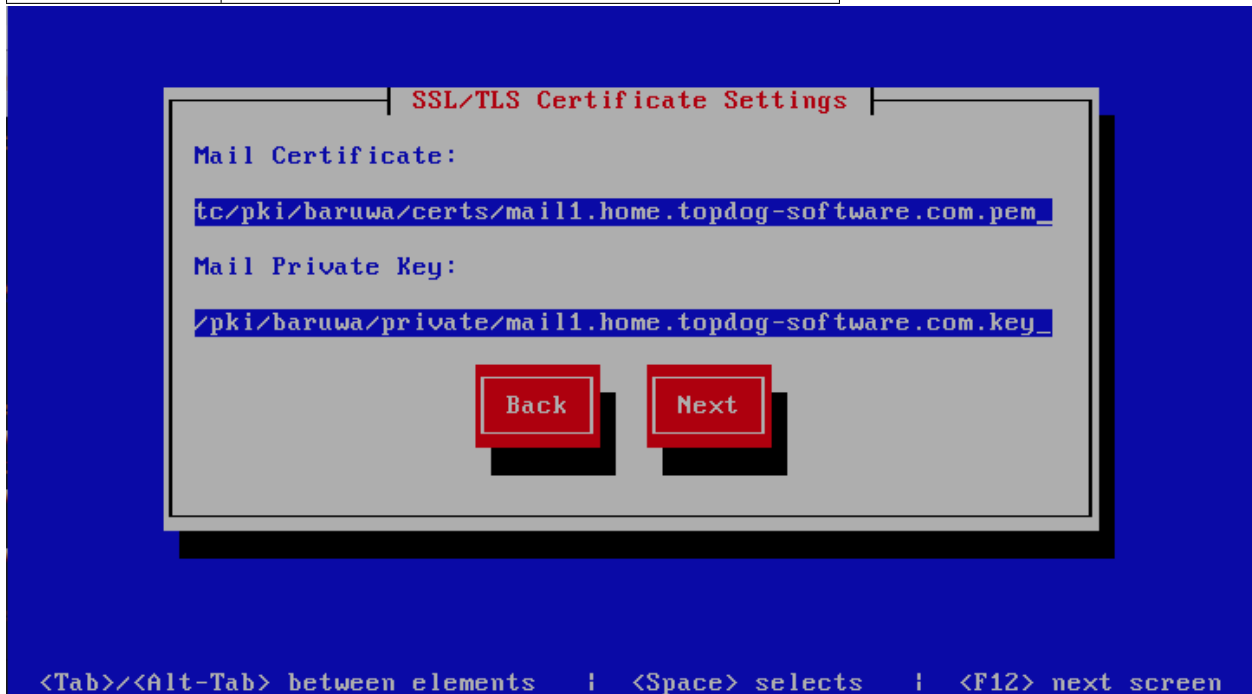 SSL/TLS Certificate Settings
Mail Certificate:
tc/pki/baruwa/certs/mail1.home.topdog-software.com.pem_
Mail Private Key:
/pki/baruwa/private/mail1.home.topdog-software.com.key_
Back Next
<Tab>/<Alt-Tab> between elements | <Space> selects | <F12> next screen